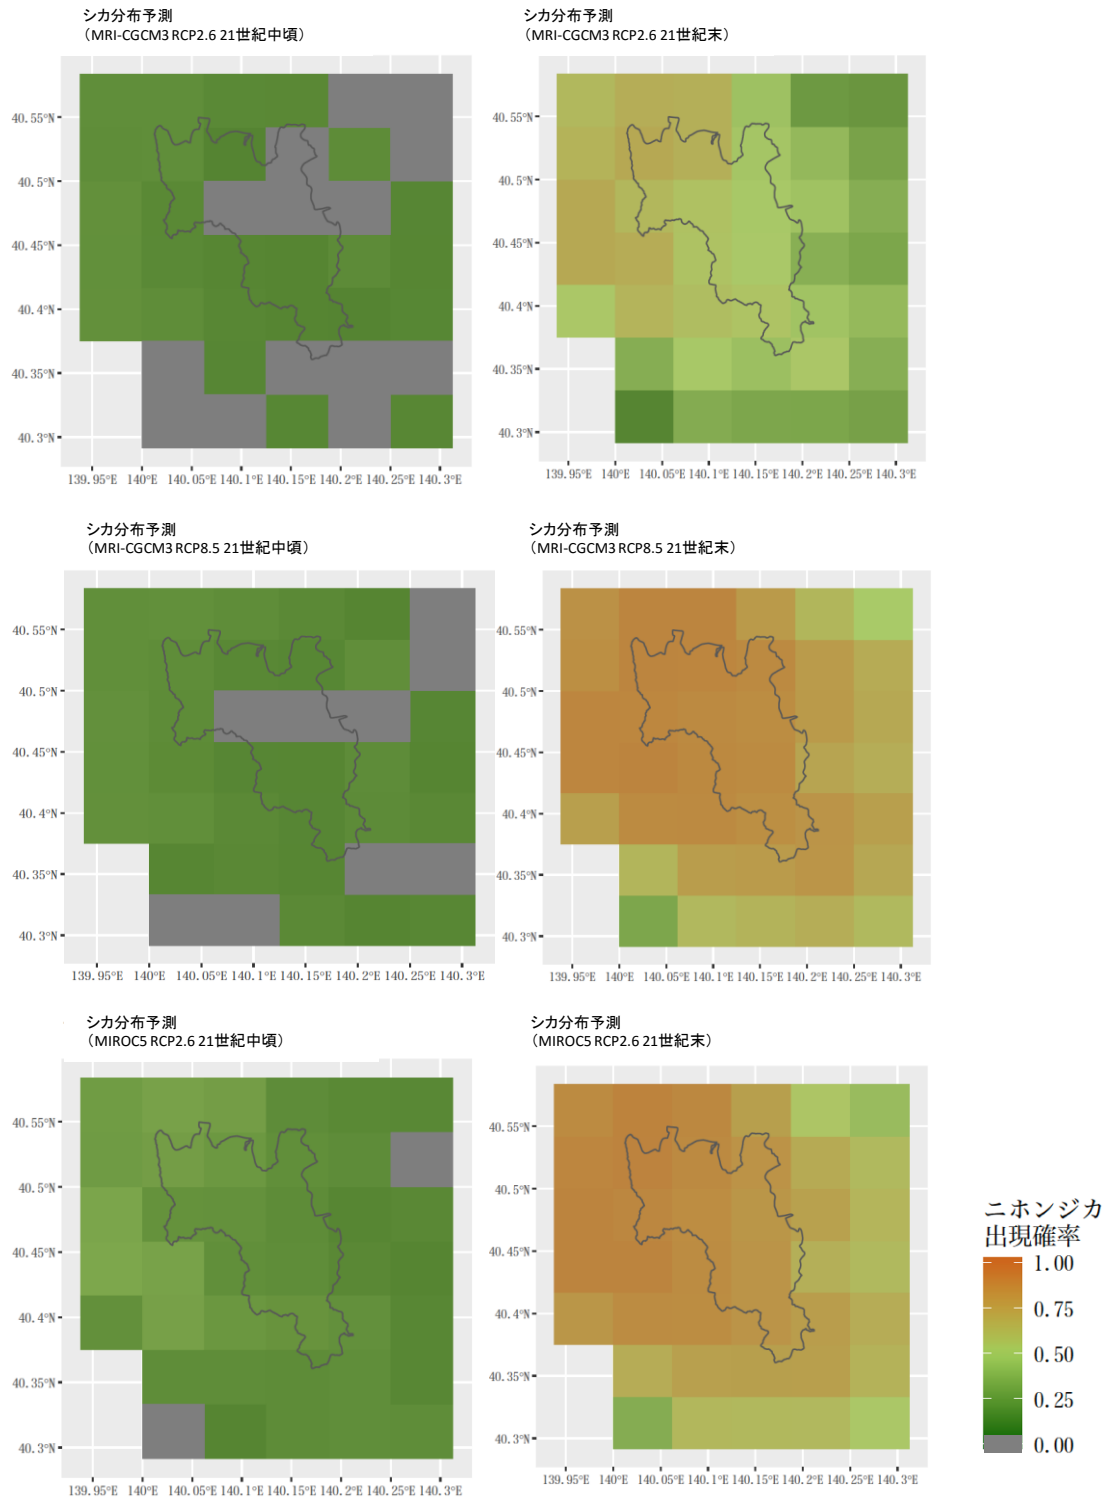 シカ分布予測
（MRI-CGCM3 RCP2.6 21世紀中頃）
40.55°N
40.5°N
40.45°N
40.4°N
40.35°N
40.3°N
139.95°E 140°E 140.05°E 140.1°E 140.15°E 140.2°E 140.25°E 140.3°E
シカ分布予測
（MRI-CGCM3 RCP2.6 21世紀末）
40.55°N
40.5°N
40.45°N
40.4°N
40.35°N
40.3°N
139.95°E 140°E 140.05°E 140.1°E 140.15°E 140.2°E 140.25°E 140.3°E
シカ分布予測
（MRI-CGCM3 RCP8.5 21世紀中頃）
40.55°N
40.5°N
40.45°N
40.4°N
40.35°N
40.3°N
139.95°E 140°E 140.05°E 140.1°E 140.15°E 140.2°E 140.25°E 140.3°E
シカ分布予測
（MRI-CGCM3 RCP8.5 21世紀末）
40.55°N
40.5°N
40.45°N
40.4°N
40.35°N
40.3°N
139.95°E 140°E 140.05°E 140.1°E 140.15°E 140.2°E 140.25°E 140.3°E
シカ分布予測
（MIROC5 RCP2.6 21世紀中頃）
40.55°N
40.5°N
40.45°N
40.4°N
40.35°N
40.3°N
139.95°E 140°E 140.05°E 140.1°E 140.15°E 140.2°E 140.25°E 140.3°E
シカ分布予測
（MIROC5 RCP2.6 21世紀末）
40.55°N
40.5°N
40.45°N
40.4°N
40.35°N
40.3°N
139.95°E 140°E 140.05°E 140.1°E 140.15°E 140.2°E 140.25°E 140.3°E
ニホンジカ
出現確率
1.00
0.75
0.50
0.25
0.00